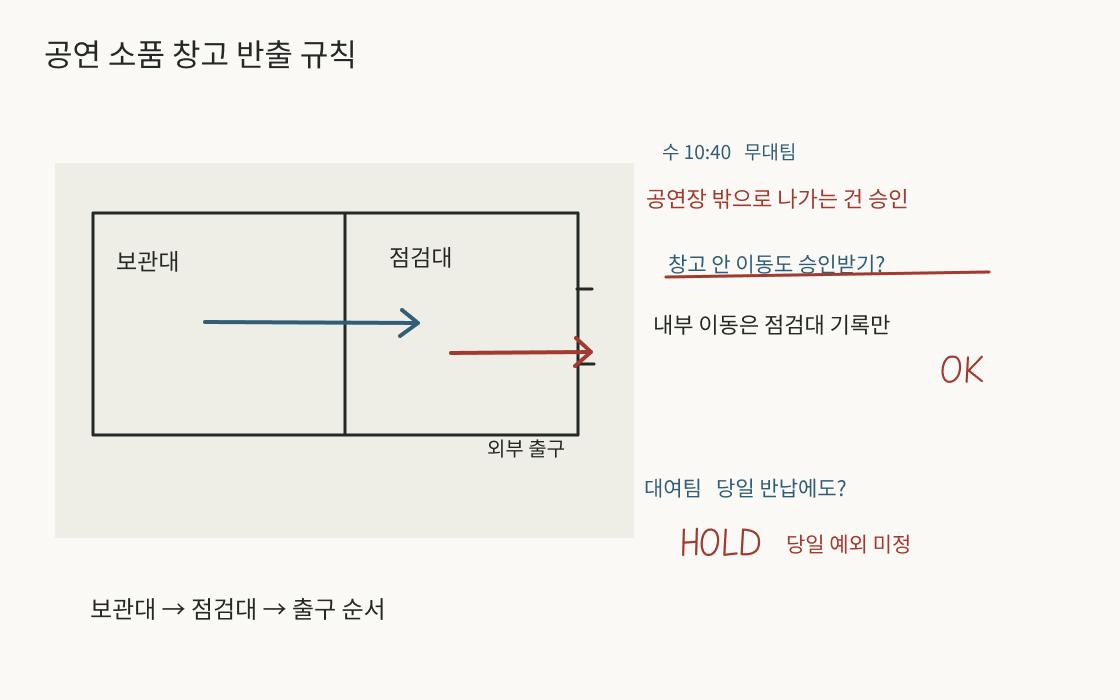 공연 소품 창고 반출 규칙
보관대
점검대
외부 출구
보관대 → 점검대 → 출구 순서
수 10:40 무대팀
공연장 밖으로 나가는 건 승인
창고 안 이동도 승인받기?
내부 이동은 점검대 기록만
OK
대여팀 당일 반납에도?
HOLD 당일 예외 미정